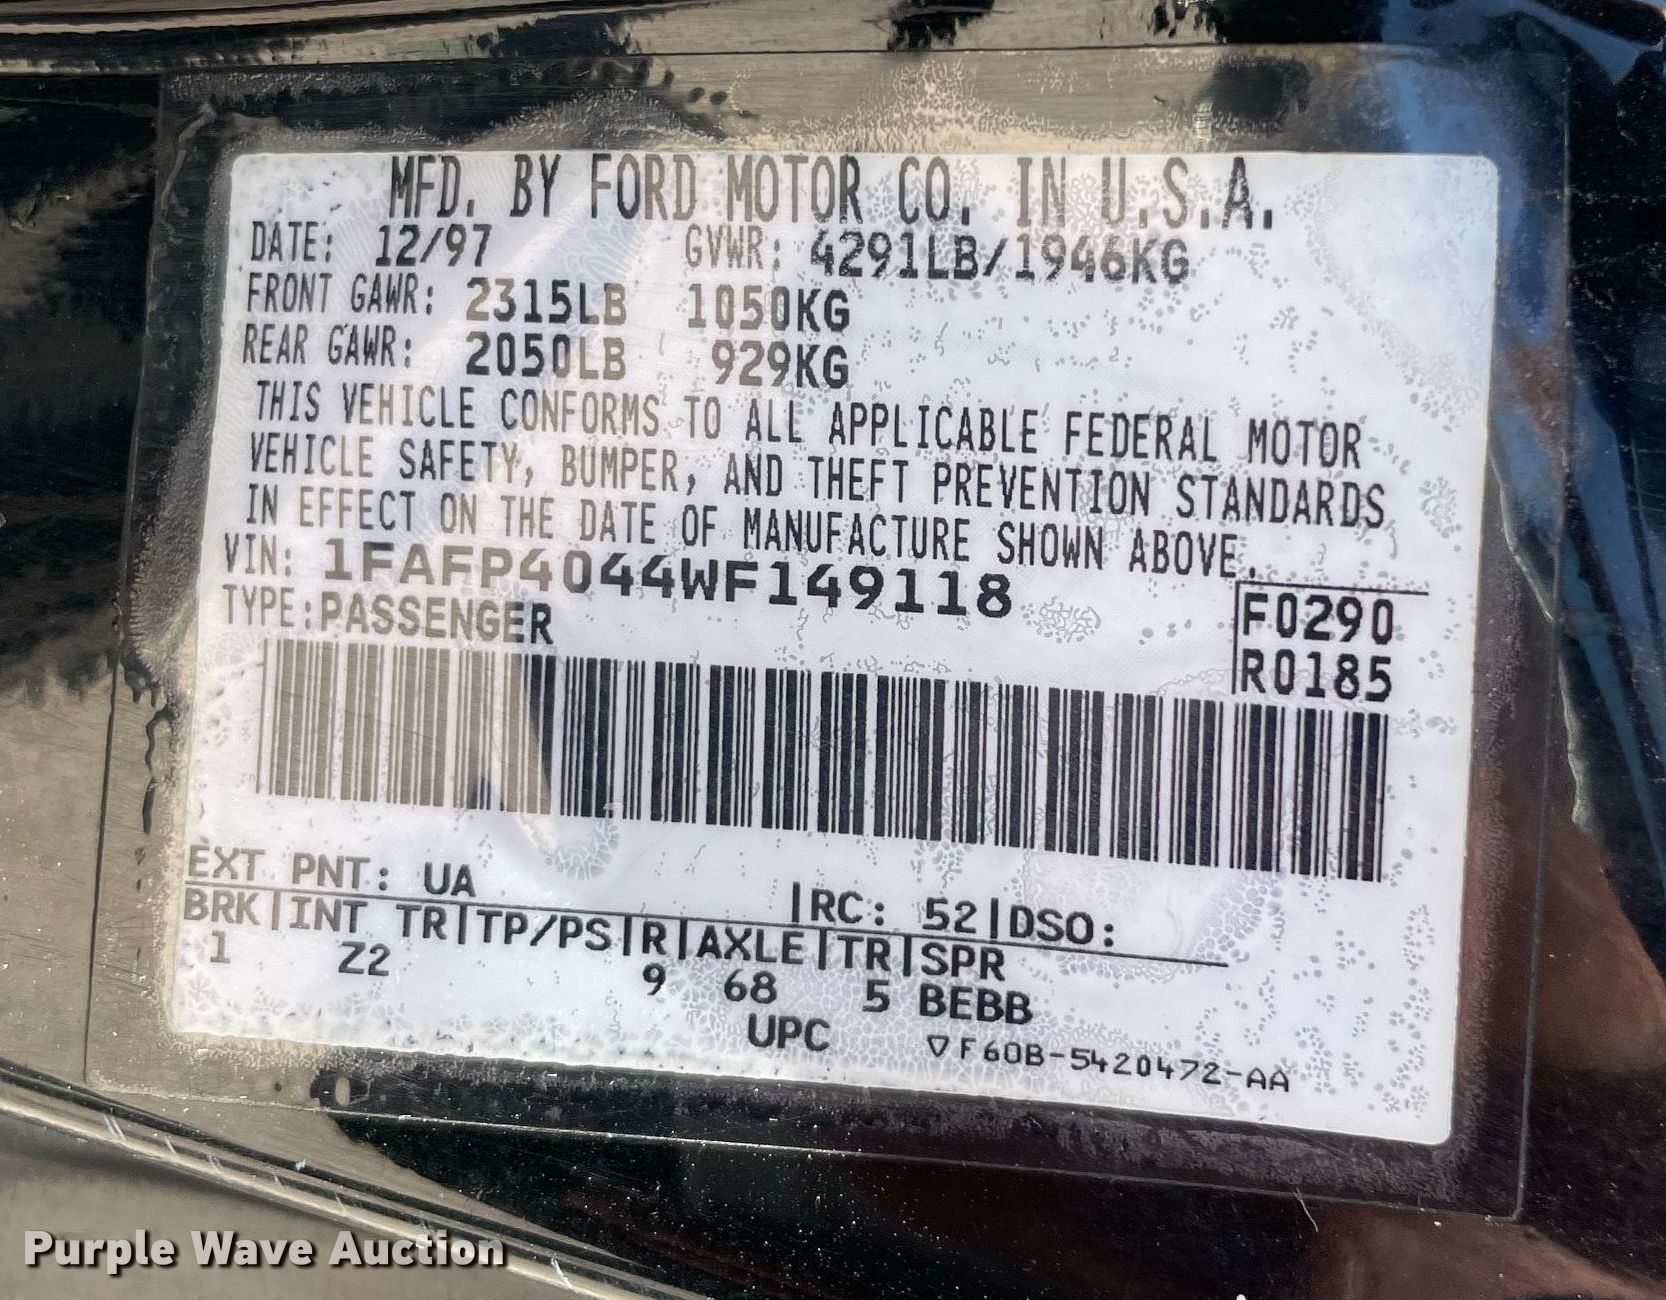 MFD. BY FORD MOTOR CO. IN U.S.A.
DATE: 12/97 GVWR: 4291LB/1946KG
FRONT GAWR: 2315LB 1050KG
REAR GAWR: 2050LB 929KG
THIS VEHICLE CONFORMS TO ALL APPLICABLE FEDERAL MOTOR
VEHICLE SAFETY, BUMPER, AND THEFT PREVENTION STANDARDS
IN EFFECT ON THE DATE OF MANUFACTURE SHOWN ABOVE.
VIN: 1FAFP4044WF149118
TYPE:PASSENGER
F0290
R0185
EXT PNT: UA |RC: 52|DSO:
BRK|INT TR|TP/PS|R|AXLE|TR|SPR
1 Z2 9 68 5 BEBB
UPC ▽F60B-5420472-AA
Purple Wave Auction